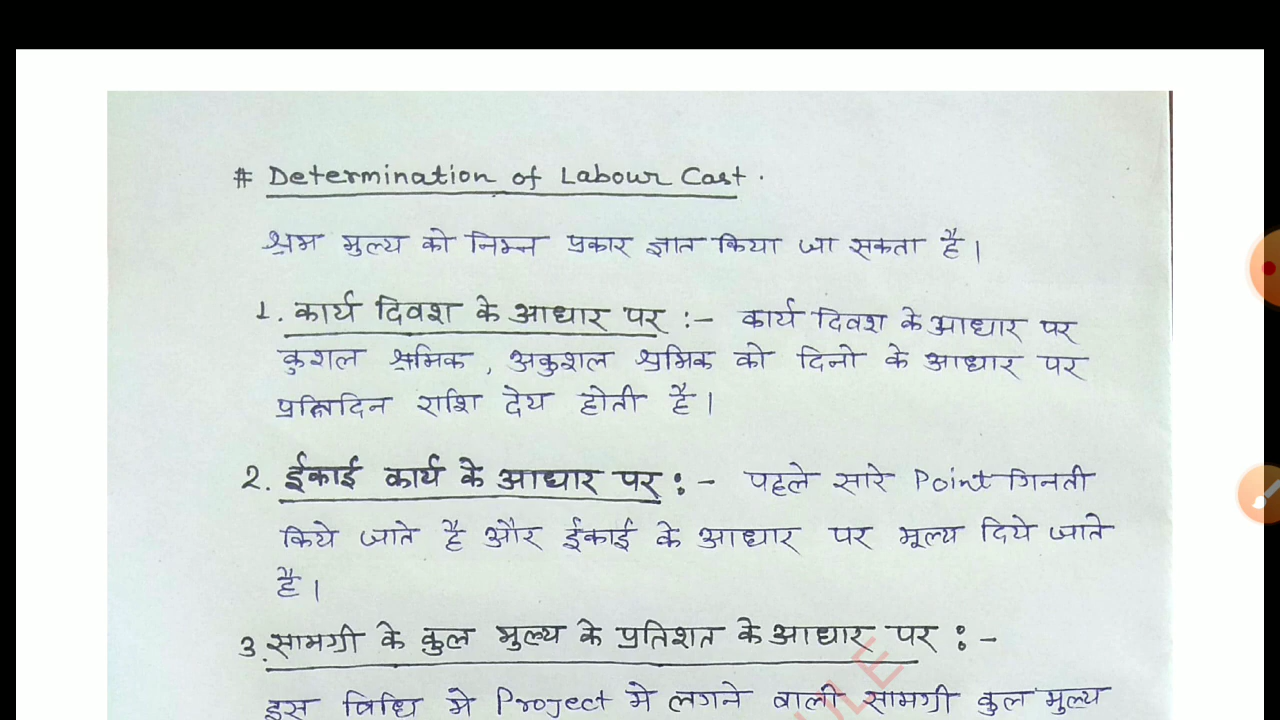 # Determination of Labour Cast.
श्रम मुल्य को निम्न प्रकार ज्ञात किया जा सकता है।
1. कार्य दिवश के आधार पर :- कार्य दिवश के आधार पर
कुशल श्रमिक, अकुशल श्रमिक को दिनो के आधार पर
प्रतिदिन राशि देय होती है।
2. ईकाई कार्य के आधार पर :- पहले सारे Point गिनती
किये जाते है और ईकाई के आधार पर मूल्य दिये जाते
है।
3. सामगी के कुल मुल्य के प्रतिशत के आधार पर :-
इस विधि मे Project मे लगने वाली सामगी कुल मुल्य